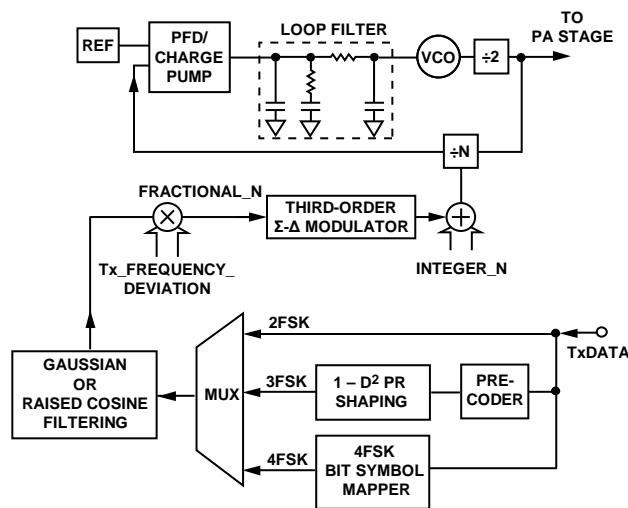 TO
PA STAGE
LOOP FILTER
REF
PFD/
CHARGE
PUMP
VCO
÷2
÷N
FRACTIONAL_N
THIRD-ORDER
Σ-Δ MODULATOR
Tx_FREQUENCY_
DEVIATION
INTEGER_N
2FSK
TxDATA
GAUSSIAN
OR
RAISED COSINE
FILTERING
MUX
3FSK
1 – D² PR
SHAPING
PRE-
CODER
4FSK
4FSK
BIT SYMBOL
MAPPER